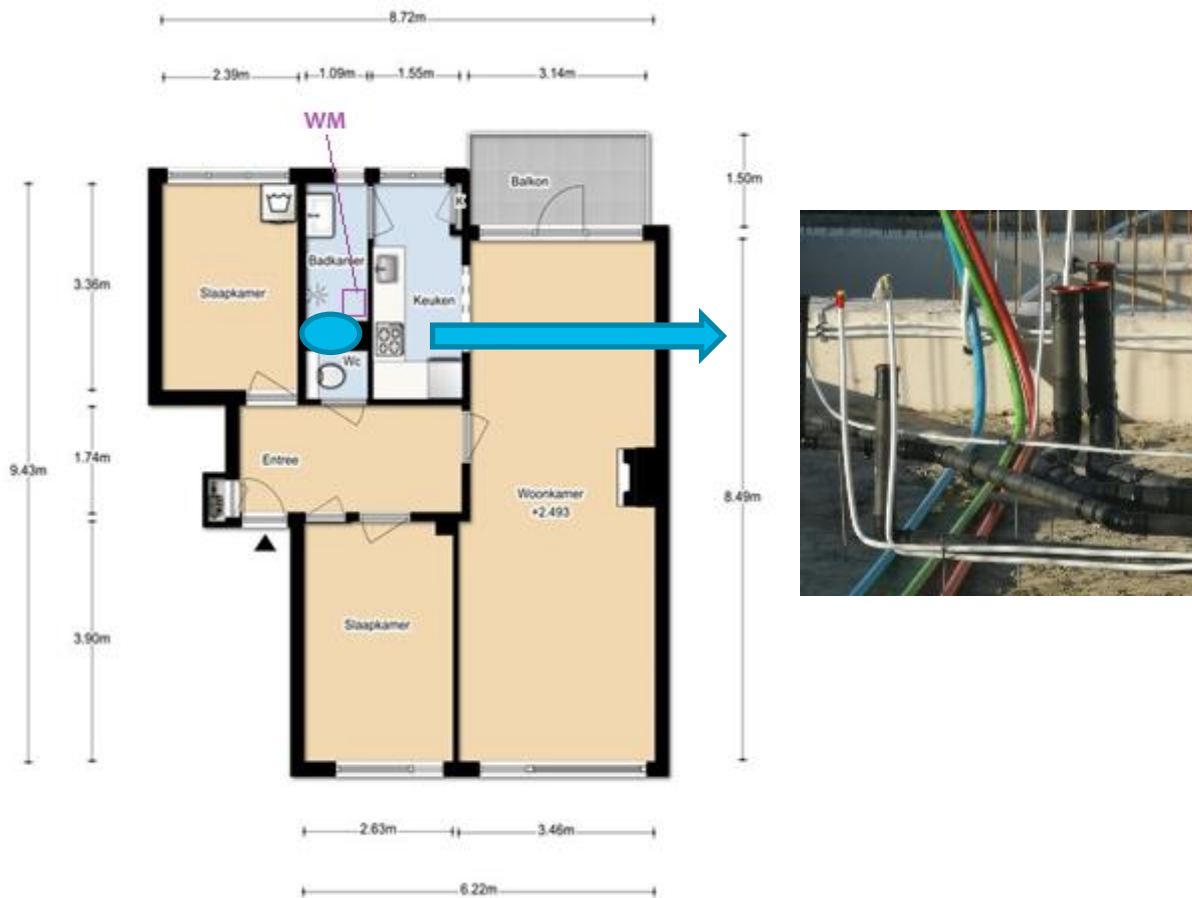 8.72m
2.39m
1.09m
1.55m
3.14m
WM
Balkon
1.50m
K
Badkamer
3.36m
Slaapkamer
Keuken
Wc
9.43m
1.74m
Entree
Woonkamer
+2.493
8.49m
3.90m
Slaapkamer
2.63m
3.46m
6.22m